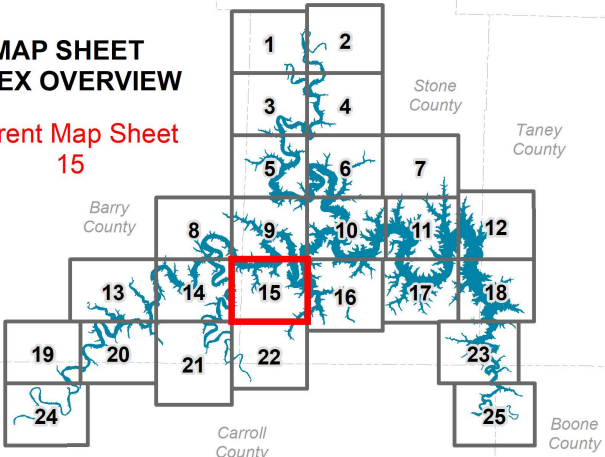 MAP SHEET
EX OVERVIEW
rent Map Sheet
15
Stone
County
Taney
County
Barry
County
Carroll
County
Boone
County
1
2
3
4
5
6
7
8
9
10
11
12
13
14
15
16
17
18
19
20
21
22
23
24
25